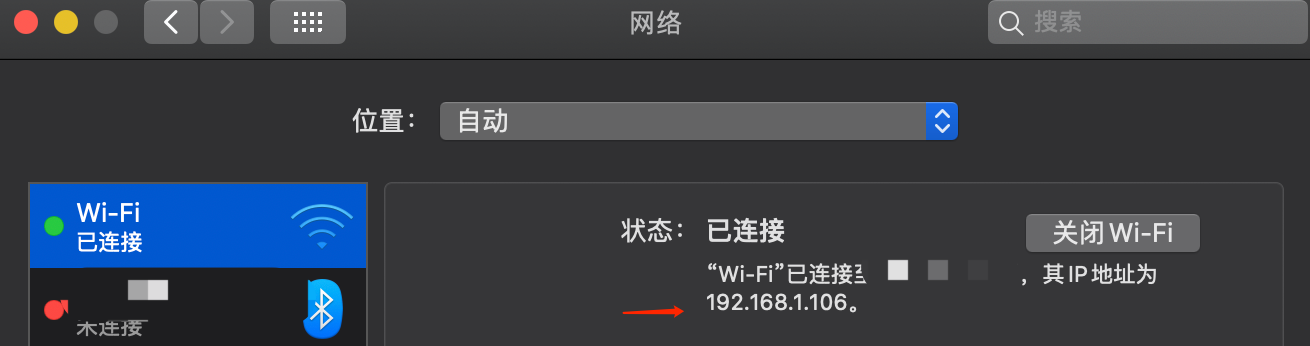 网络
搜索
位置：
自动
Wi-Fi
已连接
未连接
状态：
已连接
关闭 Wi-Fi
“Wi-Fi”已连接至
，其 IP 地址为
192.168.1.106。